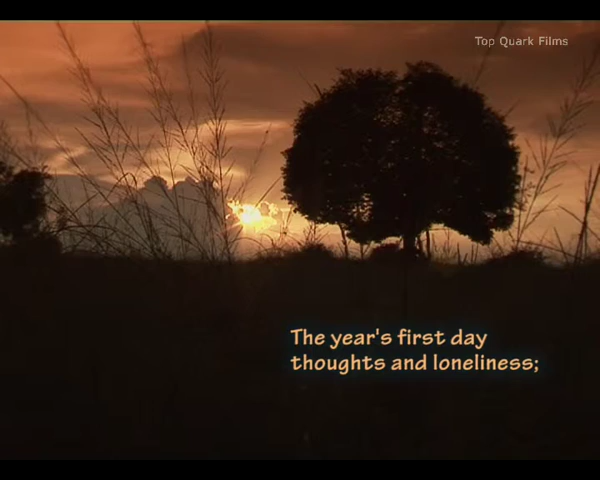 Top Quark Films
The year's first day
thoughts and loneliness;